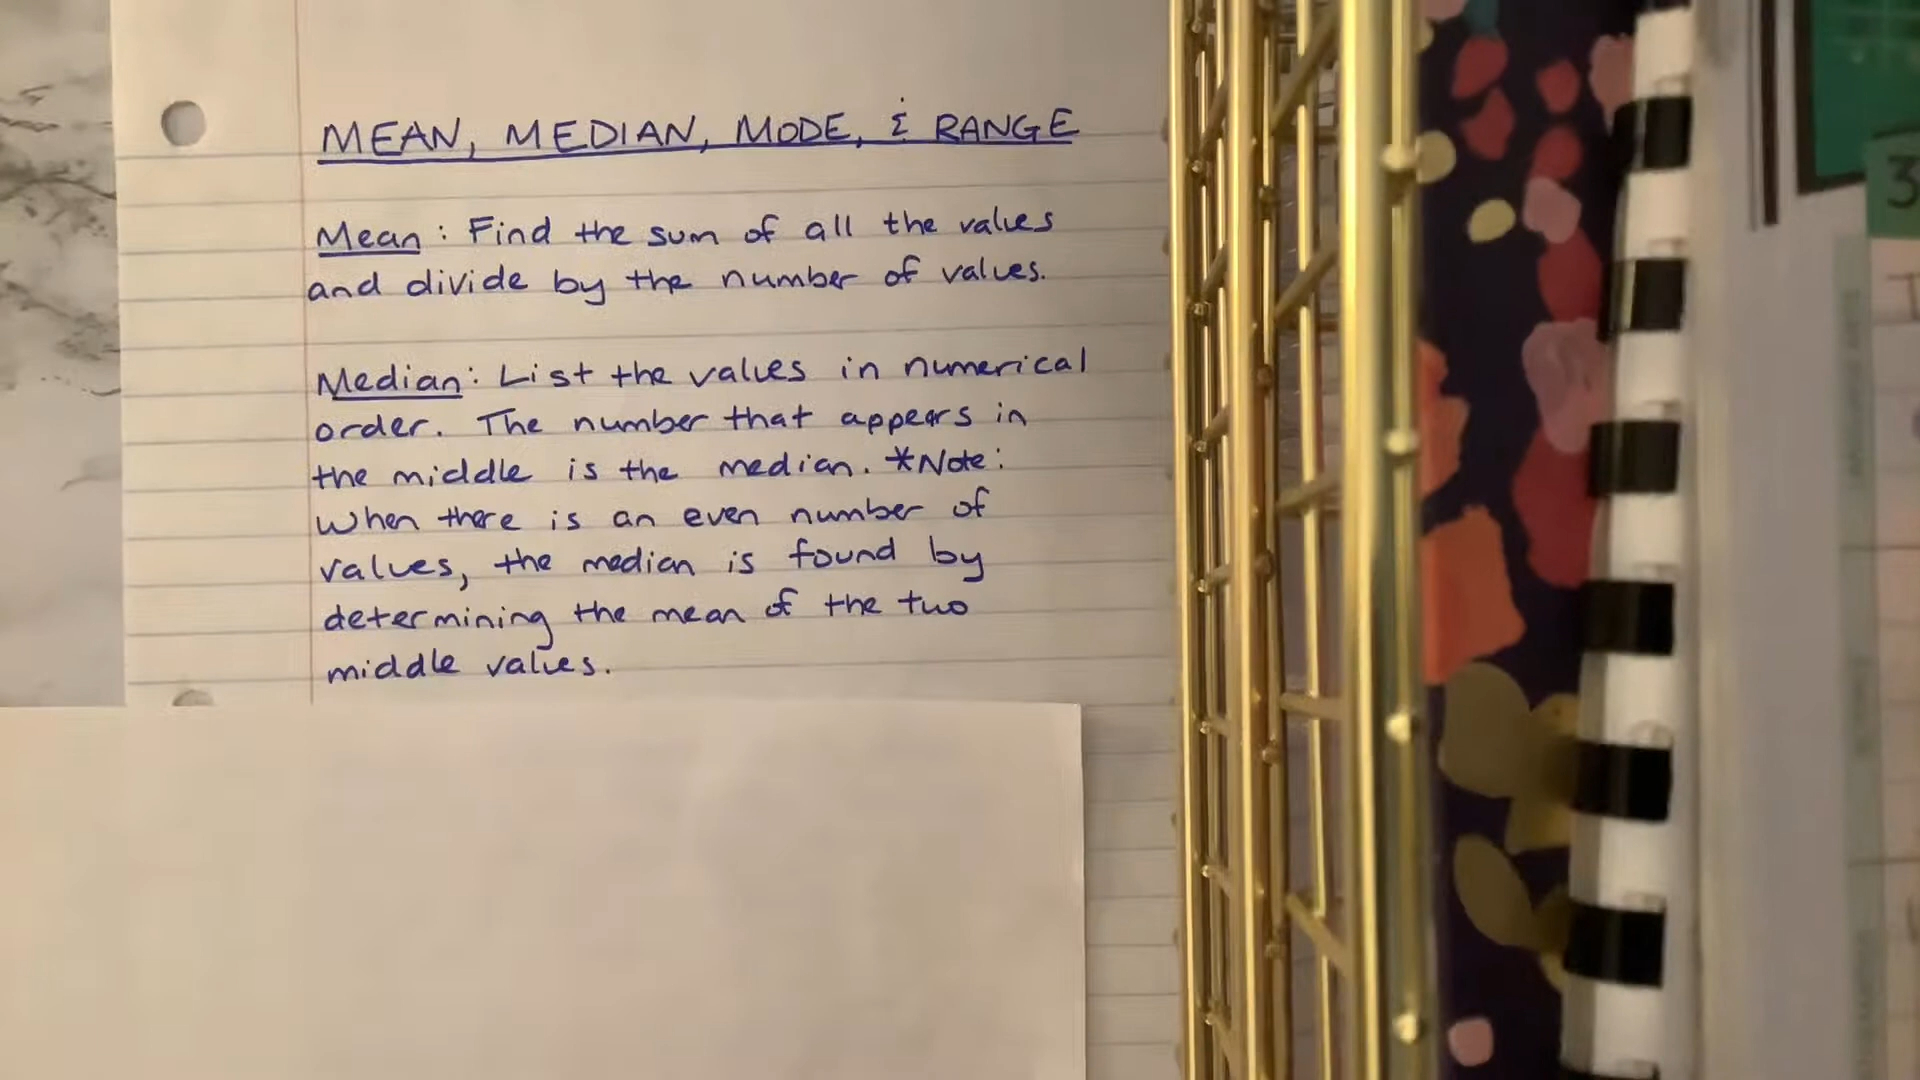 MEAN, MEDIAN, MODE, & RANGE
Mean: Find the sum of all the values
and divide by the number of values.
Median: List the values in numerical
order. The number that appears in
the middle is the median. *Note:
When there is an even number of
values, the median is found by
determining the mean of the two
middle values.
3